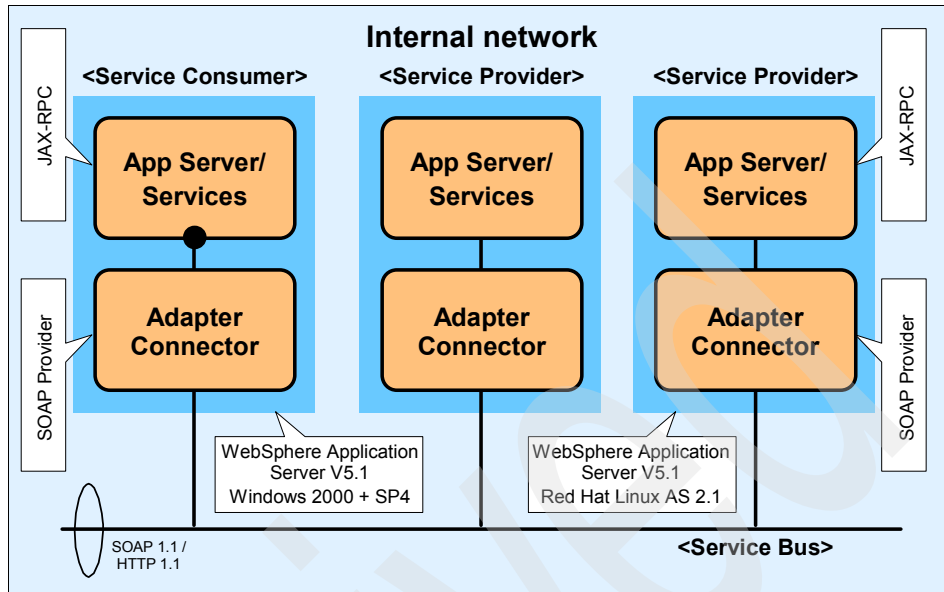 Internal network
<Service Consumer>
<Service Provider>
<Service Provider>
JAX-RPC
App Server/
Services
App Server/
Services
App Server/
Services
JAX-RPC
SOAP Provider
Adapter
Connector
Adapter
Connector
Adapter
Connector
SOAP Provider
WebSphere Application
Server V5.1
Windows 2000 + SP4
WebSphere Application
Server V5.1
Red Hat Linux AS 2.1
SOAP 1.1 /
HTTP 1.1
<Service Bus>